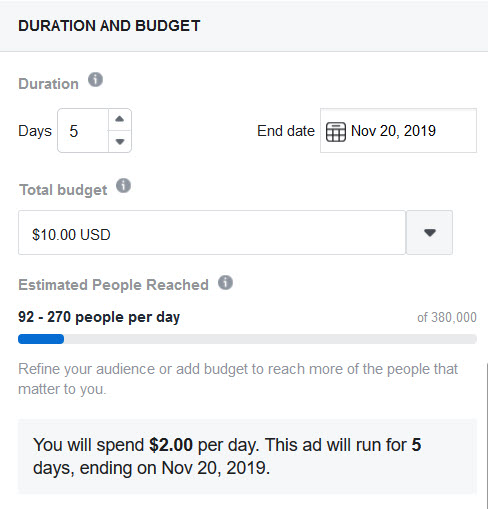 DURATION AND BUDGET
Duration
Days 5 End date Nov 20, 2019
Total budget
$10.00 USD
Estimated People Reached
92 - 270 people per day of 380,000
Refine your audience or add budget to reach more of the people that
matter to you.
You will spend $2.00 per day. This ad will run for 5
days, ending on Nov 20, 2019.